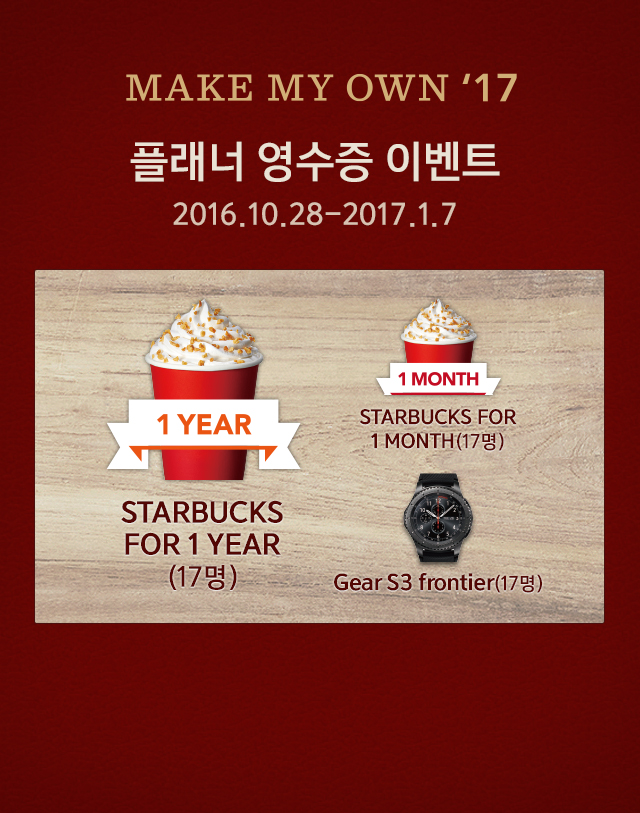 MAKE MY OWN '17
플래너 영수증 이벤트
2016.10.28-2017.1.7
1 YEAR
STARBUCKS
FOR 1 YEAR
(17명)
1 MONTH
STARBUCKS FOR
1 MONTH(17명)
Gear S3 frontier(17명)